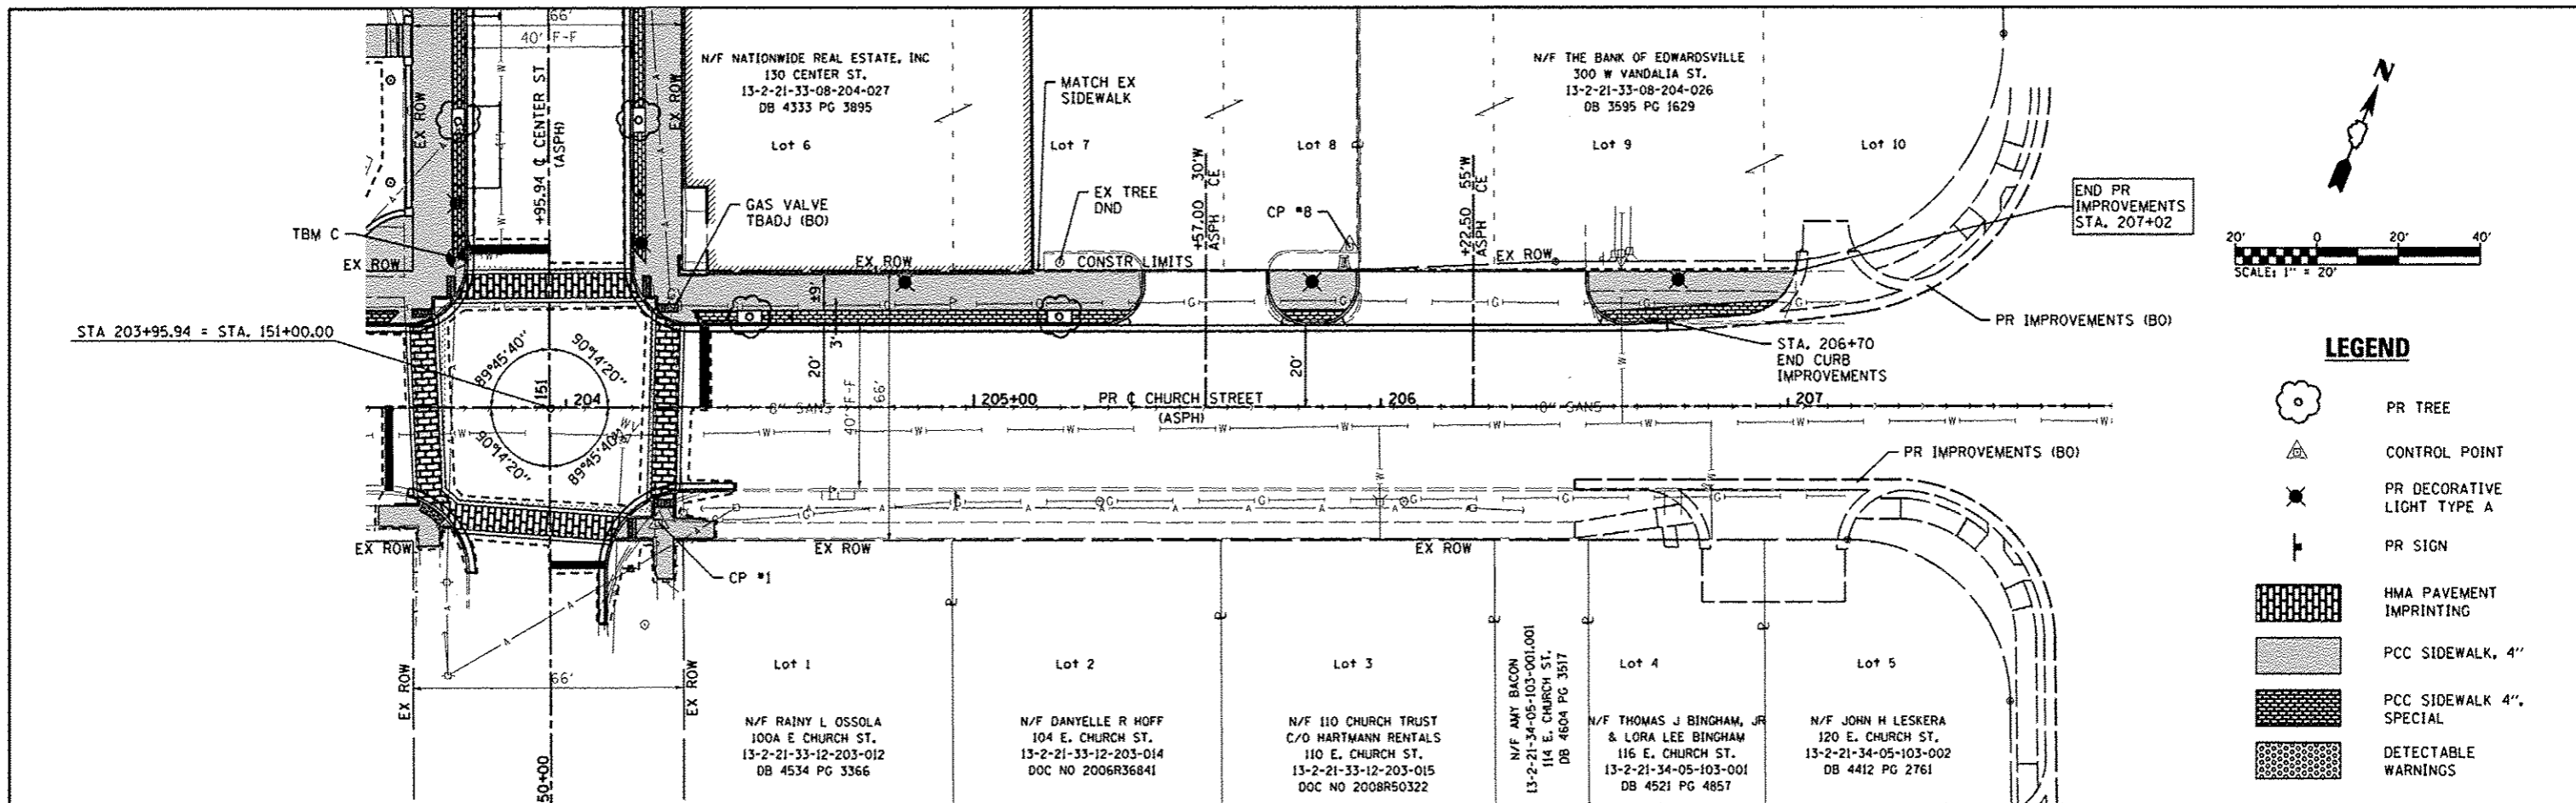 66'
40' F-F
+95.94 ℄ CENTER ST
(ASPH)
EX ROW
EX ROW
N/F NATIONWIDE REAL ESTATE, INC
130 CENTER ST.
13-2-21-33-08-204-027
DB 4333 PG 3895
Lot 6
MATCH EX
SIDEWALK
Lot 7
EX TREE
DND
GAS VALVE
TBADJ (BO)
TBM C
EX ROW
EX ROW
CONSTR LIMITS
+57.00 30'W
ASPH CE
Lot 8
CP #8
+22.50 55'W
ASPH CE
N/F THE BANK OF EDWARDSVILLE
300 W VANDALIA ST.
13-2-21-33-08-204-026
DB 3595 PG 1629
Lot 9
Lot 10
EX ROW
END PR
IMPROVEMENTS
STA. 207+02
N
20' 0 20' 40'
SCALE: 1" = 20'
PR IMPROVEMENTS (BO)
STA. 206+70
END CURB
IMPROVEMENTS
STA 203+95.94 = STA. 151+00.00
89°45'40"
90°14'20"
90°14'20"
89°45'40"
151
204
±9'
3'
20'
40' F-F
66'
20'
8" SANS
205+00
PR ℄ CHURCH STREET
(ASPH)
206
8" SANS
207
PR IMPROVEMENTS (BO)
EX ROW
EX ROW
EX ROW
CP #1
EX ROW
EX ROW
66'
50+00
Lot 1
N/F RAINY L OSSOLA
100A E CHURCH ST.
13-2-21-33-12-203-012
DB 4534 PG 3366
Lot 2
N/F DANYELLE R HOFF
104 E. CHURCH ST.
13-2-21-33-12-203-014
DOC NO 2006R36841
Lot 3
N/F 110 CHURCH TRUST
C/O HARTMANN RENTALS
110 E. CHURCH ST.
13-2-21-33-12-203-015
DOC NO 2008R50322
N/F AMY BACON
13-2-21-34-05-103-001.001
114 E. CHURCH ST.
DB 4604 PG 3517
Lot 4
N/F THOMAS J BINGHAM, JR
& LORA LEE BINGHAM
116 E. CHURCH ST.
13-2-21-34-05-103-001
DB 4521 PG 4857
Lot 5
N/F JOHN H LESKERA
120 E. CHURCH ST.
13-2-21-34-05-103-002
DB 4412 PG 2761
LEGEND
PR TREE
CONTROL POINT
PR DECORATIVE
LIGHT TYPE A
PR SIGN
HMA PAVEMENT
IMPRINTING
PCC SIDEWALK, 4"
PCC SIDEWALK 4",
SPECIAL
DETECTABLE
WARNINGS